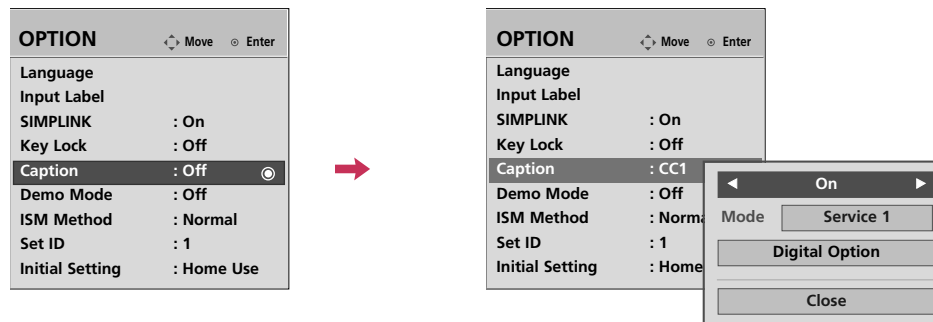 OPTION Move Enter
Language
Input Label
SIMPLINK : On
Key Lock : Off
Caption : Off
Demo Mode : Off
ISM Method : Normal
Set ID : 1
Initial Setting : Home Use
OPTION Move Enter
Language
Input Label
SIMPLINK : On
Key Lock : Off
Caption : CC1
Demo Mode : Off
ISM Method : Norma
Set ID : 1
Initial Setting : Home
On
Mode Service 1
Digital Option
Close